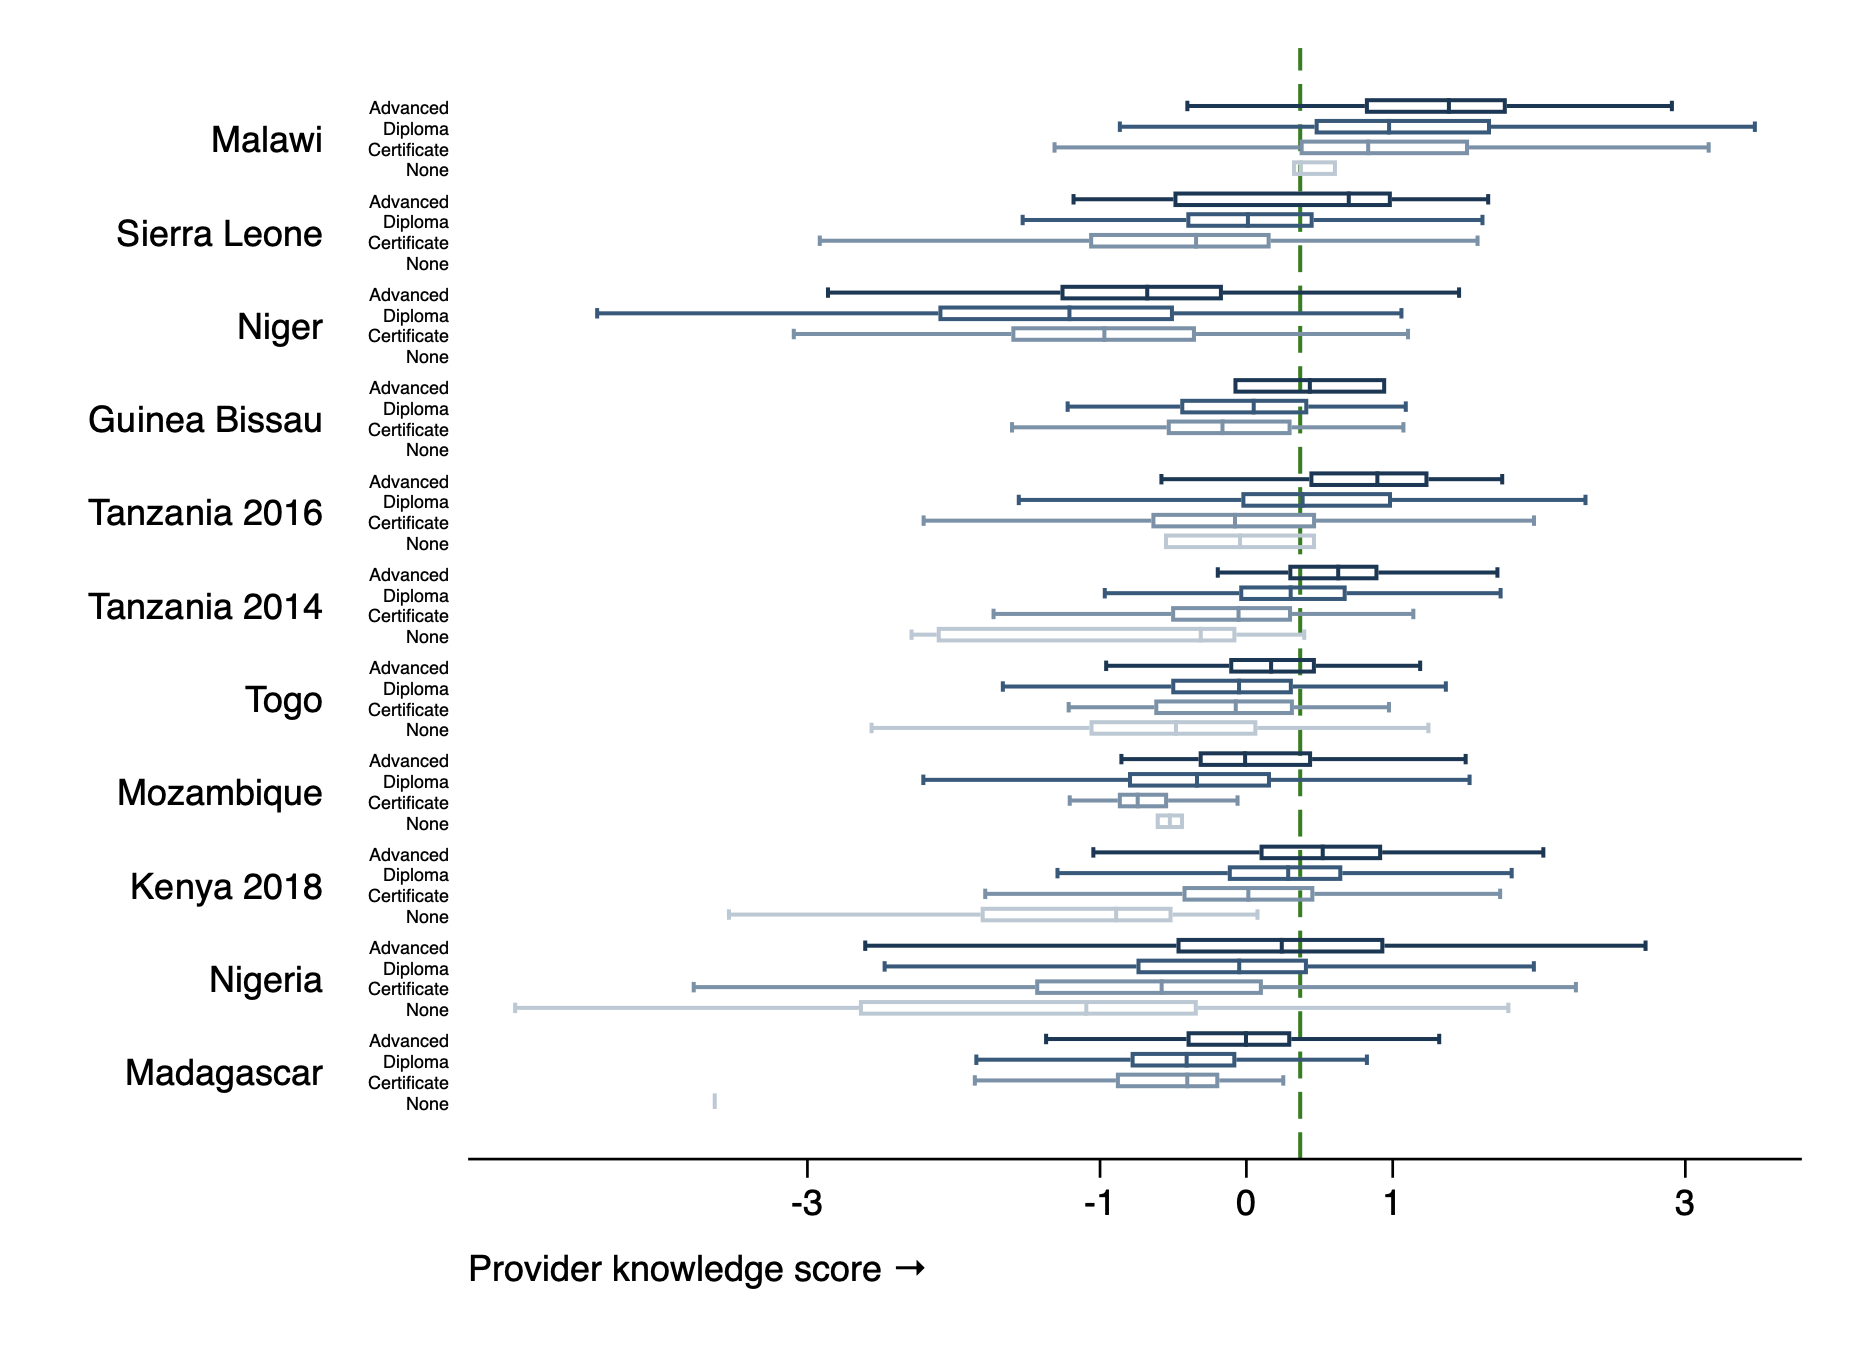 Malawi
Advanced
Diploma
Certificate
None
Sierra Leone
Advanced
Diploma
Certificate
None
Niger
Advanced
Diploma
Certificate
None
Guinea Bissau
Advanced
Diploma
Certificate
None
Tanzania 2016
Advanced
Diploma
Certificate
None
Tanzania 2014
Advanced
Diploma
Certificate
None
Togo
Advanced
Diploma
Certificate
None
Mozambique
Advanced
Diploma
Certificate
None
Kenya 2018
Advanced
Diploma
Certificate
None
Nigeria
Advanced
Diploma
Certificate
None
Madagascar
Advanced
Diploma
Certificate
None
-3 -1 0 1 3
Provider knowledge score →